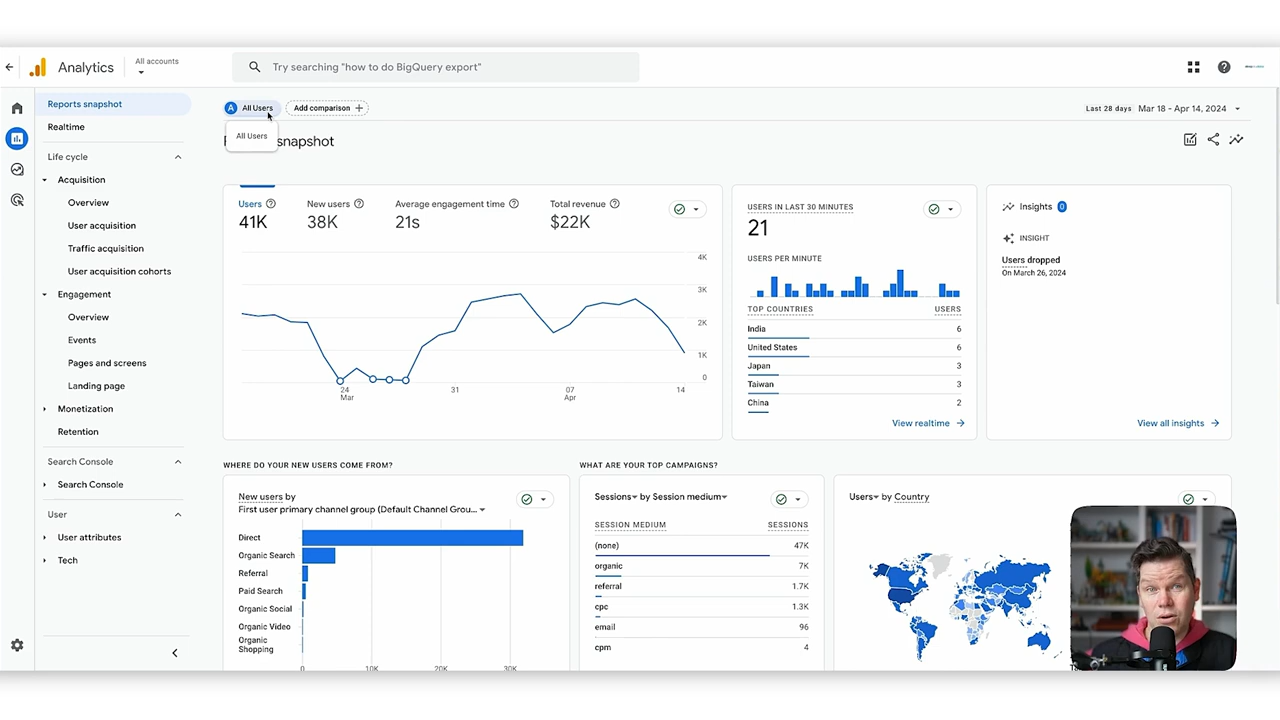 Analytics
All accounts
Try searching "how to do BigQuery export"
Reports snapshot
Realtime
Life cycle
Acquisition
Overview
User acquisition
Traffic acquisition
User acquisition cohorts
Engagement
Overview
Events
Pages and screens
Landing page
Monetization
Retention
Search Console
Search Console
User
User attributes
Tech
A All Users
Add comparison +
Last 28 days Mar 18 - Apr 14, 2024
All Users
snapshot
Users New users Average engagement time Total revenue
41K 38K 21s $22K
4K
3K
2K
1K
0
24 31 07 14
Mar Apr
USERS IN LAST 30 MINUTES
21
USERS PER MINUTE
TOP COUNTRIES USERS
India 6
United States 6
Japan 3
Taiwan 3
China 2
View realtime
Insights 0
INSIGHT
Users dropped
On March 26, 2024
View all insights
WHERE DO YOUR NEW USERS COME FROM?
New users by
First user primary channel group (Default Channel Grou...
Direct
Organic Search
Referral
Paid Search
Organic Social
Organic Video
Organic
Shopping
0 10K 20K 30K
WHAT ARE YOUR TOP CAMPAIGNS?
Sessions by Session medium
SESSION MEDIUM SESSIONS
(none) 47K
organic 7K
referral 1.7K
cpc 1.3K
email 96
cpm 4
Users by Country